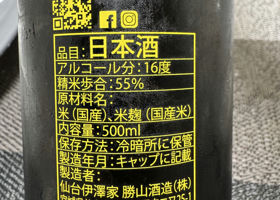 品目：日本酒
アルコール分：16度
精米歩合：55%
原材料名：
米（国産）、米麹（国産米）
内容量：500ml
保存方法：冷暗所に保管
製造年月：キャップに記載
製造者：
仙台伊澤家 勝山酒造（株）